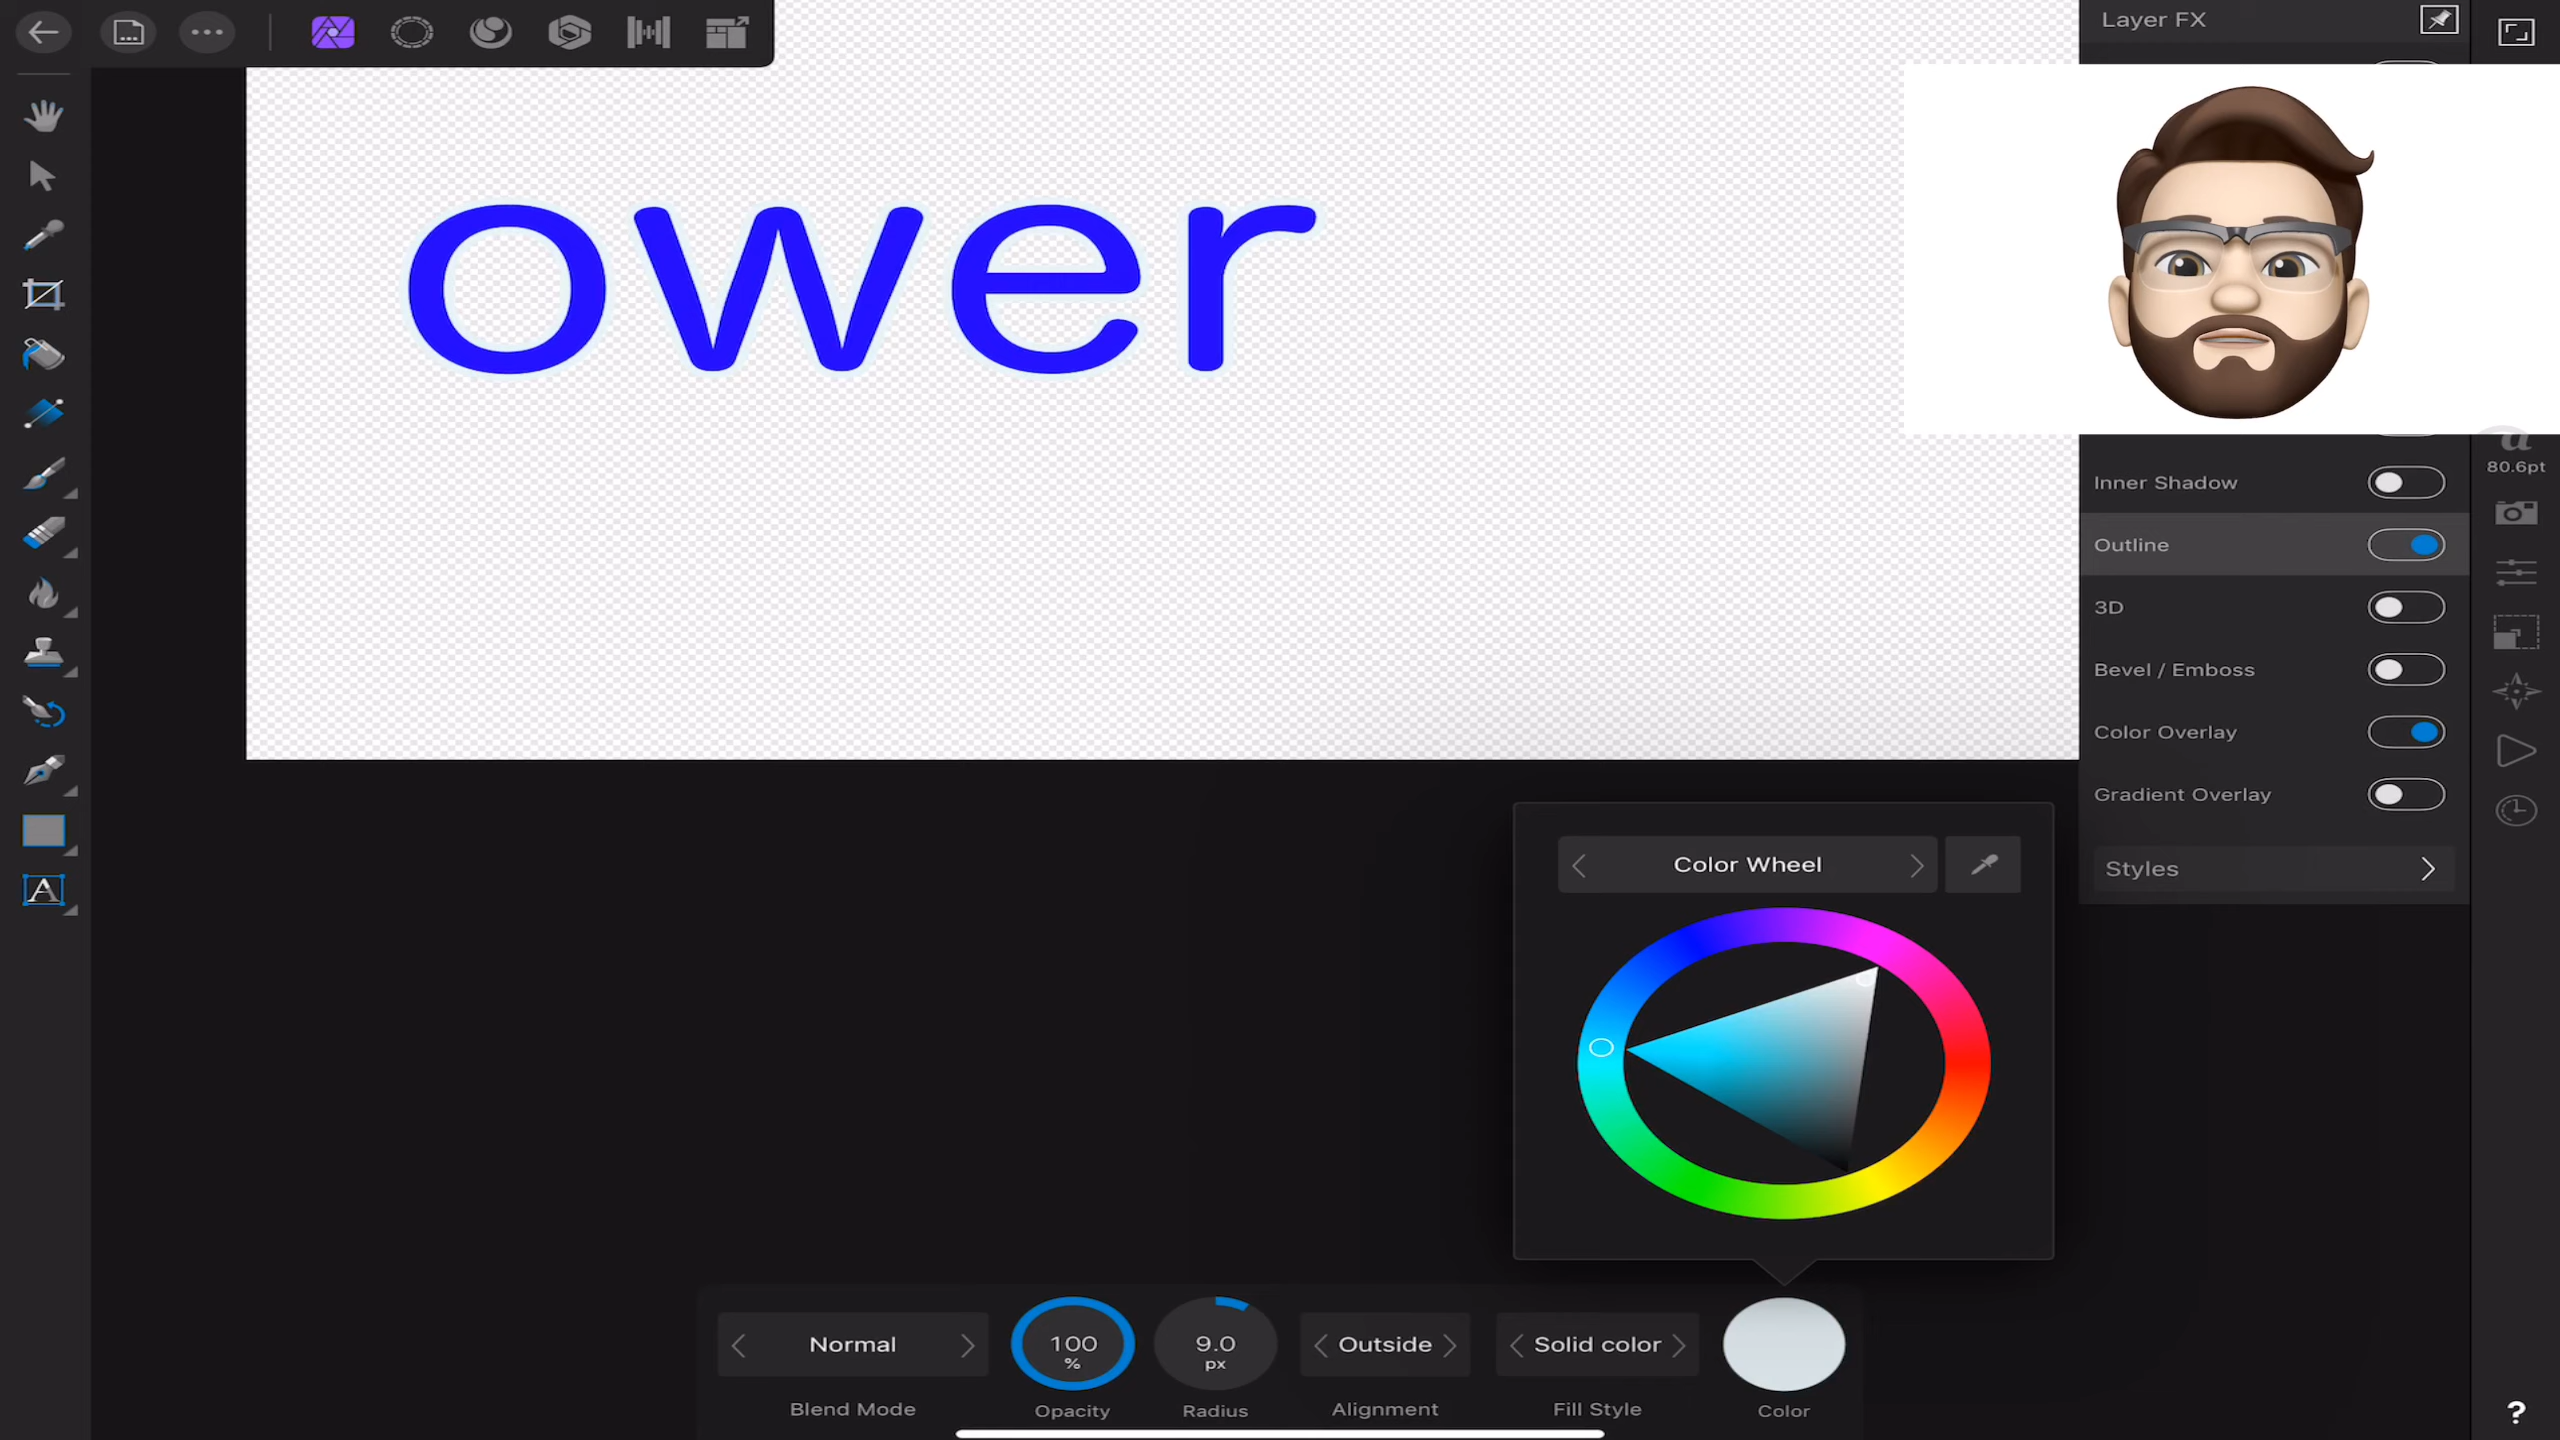 Layer FX
ower
a
80.6pt
Inner Shadow
Outline
3D
Bevel / Emboss
Color Overlay
Gradient Overlay
Styles
Color Wheel
A
Normal
100
%
9.0
px
Outside
Solid color
Blend Mode
Opacity
Radius
Alignment
Fill Style
Color
?